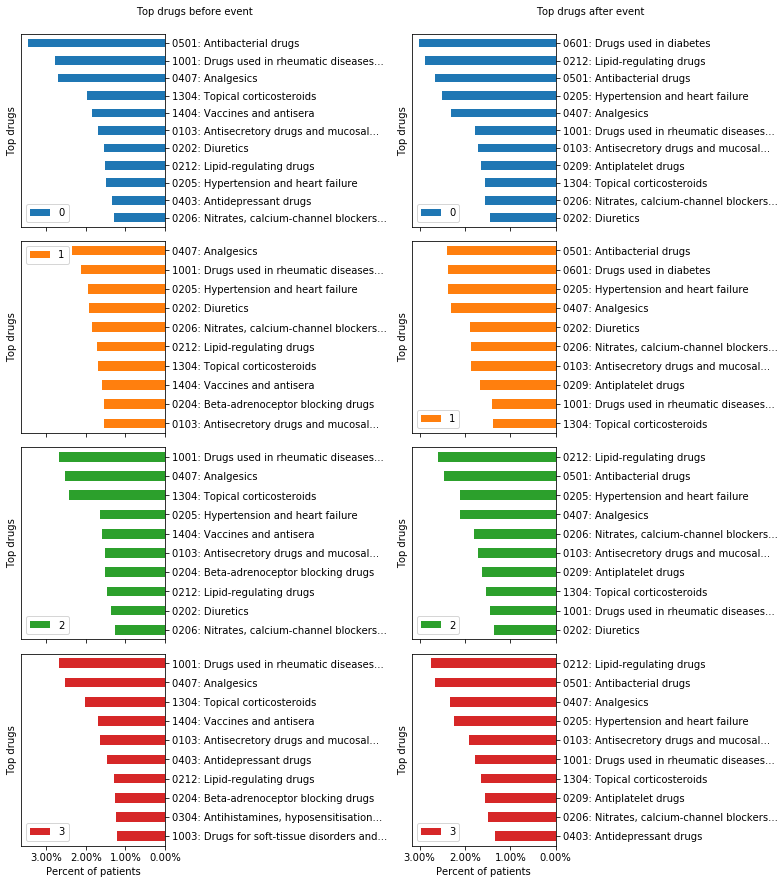 Top drugs before event
Top drugs
0501: Antibacterial drugs
1001: Drugs used in rheumatic diseases...
0407: Analgesics
1304: Topical corticosteroids
1404: Vaccines and antisera
0103: Antisecretory drugs and mucosal...
0202: Diuretics
0212: Lipid-regulating drugs
0205: Hypertension and heart failure
0403: Antidepressant drugs
0206: Nitrates, calcium-channel blockers...
0
Top drugs after event
Top drugs
0601: Drugs used in diabetes
0212: Lipid-regulating drugs
0501: Antibacterial drugs
0205: Hypertension and heart failure
0407: Analgesics
1001: Drugs used in rheumatic diseases...
0103: Antisecretory drugs and mucosal...
0209: Antiplatelet drugs
1304: Topical corticosteroids
0206: Nitrates, calcium-channel blockers...
0202: Diuretics
0
Top drugs
1
0407: Analgesics
1001: Drugs used in rheumatic diseases...
0205: Hypertension and heart failure
0202: Diuretics
0206: Nitrates, calcium-channel blockers...
0212: Lipid-regulating drugs
1304: Topical corticosteroids
1404: Vaccines and antisera
0204: Beta-adrenoceptor blocking drugs
0103: Antisecretory drugs and mucosal...
Top drugs
0501: Antibacterial drugs
0601: Drugs used in diabetes
0205: Hypertension and heart failure
0407: Analgesics
0202: Diuretics
0206: Nitrates, calcium-channel blockers...
0103: Antisecretory drugs and mucosal...
0209: Antiplatelet drugs
1001: Drugs used in rheumatic diseases...
1304: Topical corticosteroids
1
Top drugs
1001: Drugs used in rheumatic diseases...
0407: Analgesics
1304: Topical corticosteroids
0205: Hypertension and heart failure
1404: Vaccines and antisera
0103: Antisecretory drugs and mucosal...
0204: Beta-adrenoceptor blocking drugs
0212: Lipid-regulating drugs
0202: Diuretics
0206: Nitrates, calcium-channel blockers...
2
Top drugs
0212: Lipid-regulating drugs
0501: Antibacterial drugs
0205: Hypertension and heart failure
0407: Analgesics
0206: Nitrates, calcium-channel blockers...
0103: Antisecretory drugs and mucosal...
0209: Antiplatelet drugs
1304: Topical corticosteroids
1001: Drugs used in rheumatic diseases...
0202: Diuretics
2
Top drugs
1001: Drugs used in rheumatic diseases...
0407: Analgesics
1304: Topical corticosteroids
1404: Vaccines and antisera
0103: Antisecretory drugs and mucosal...
0403: Antidepressant drugs
0212: Lipid-regulating drugs
0204: Beta-adrenoceptor blocking drugs
0304: Antihistamines, hyposensitisation...
1003: Drugs for soft-tissue disorders and...
3
3.00% 2.00% 1.00% 0.00%
Percent of patients
Top drugs
0212: Lipid-regulating drugs
0501: Antibacterial drugs
0407: Analgesics
0205: Hypertension and heart failure
0103: Antisecretory drugs and mucosal...
1001: Drugs used in rheumatic diseases...
1304: Topical corticosteroids
0209: Antiplatelet drugs
0206: Nitrates, calcium-channel blockers...
0403: Antidepressant drugs
3
3.00% 2.00% 1.00% 0.00%
Percent of patients